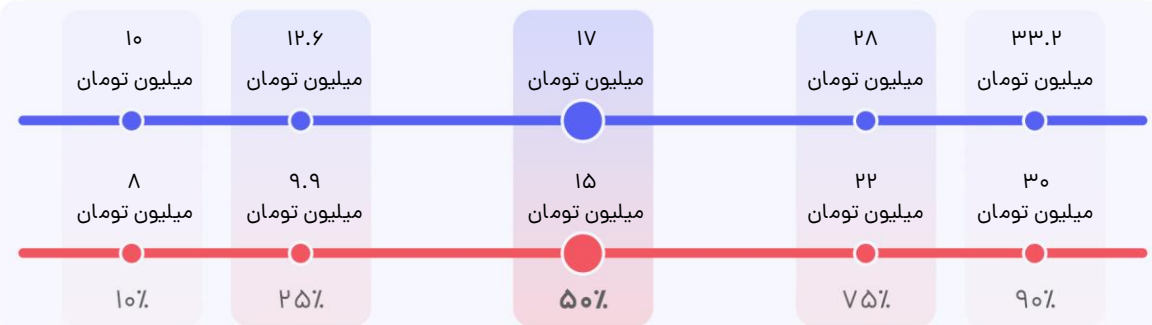 ۱۰ ۱۲.۶ ۱۷ ۲۸ ۳۳.۲
میلیون تومان میلیون تومان میلیون تومان میلیون تومان میلیون تومان
۸ ۹.۹ ۱۵ ۲۲ ۳۰
میلیون تومان میلیون تومان میلیون تومان میلیون تومان میلیون تومان
۱۰٪ ۲۵٪ ۵۰٪ ۷۵٪ ۹۰٪